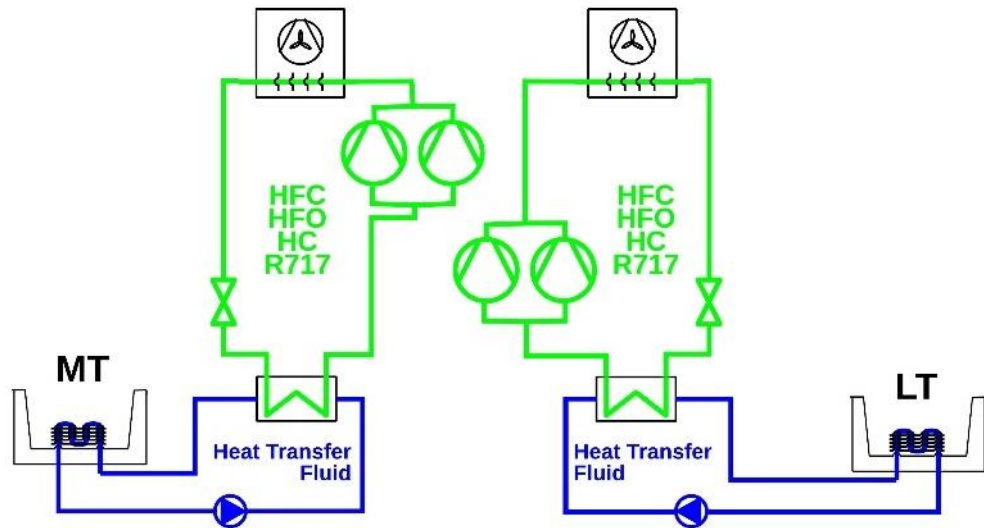 HFC
HFO
HC
R717
HFC
HFO
HC
R717
MT
LT
Heat Transfer
Fluid
Heat Transfer
Fluid